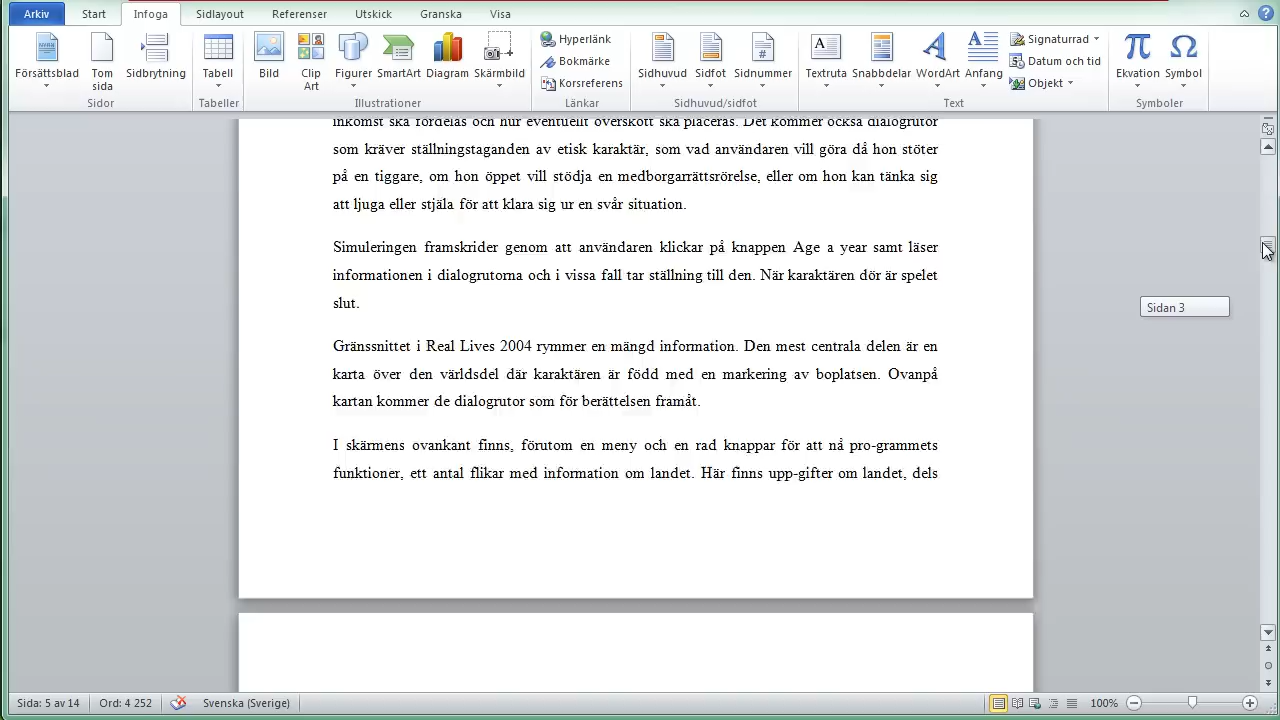 Arkiv Start Infoga Sidlayout Referenser Utskick Granska Visa
Försättsblad Tom sida Sidbrytning Tabell Bild Clip Art Figurer SmartArt Diagram Skärmbild Hyperlänk Bokmärke Korsreferens Sidhuvud Sidfot Sidnummer Textruta Snabbdelar WordArt Anfang Signaturrad Datum och tid Objekt Ekvation Symbol
Sidor Tabeller Illustrationer Länkar Sidhuvud/sidfot Text Symboler
inkomst ska fördelas och hur eventuellt överskott ska placeras. Det kommer också dialogrutor
som kräver ställningstaganden av etisk karaktär, som vad användaren vill göra då hon stöter
på en tiggare, om hon öppet vill stödja en medborgarrättsrörelse, eller om hon kan tänka sig
att ljuga eller stjäla för att klara sig ur en svår situation.
Simuleringen framskrider genom att användaren klickar på knappen Age a year samt läser
informationen i dialogrutorna och i vissa fall tar ställning till den. När karaktären dör är spelet
slut.
Sidan 3
Gränssnittet i Real Lives 2004 rymmer en mängd information. Den mest centrala delen är en
karta över den världsdel där karaktären är född med en markering av boplatsen. Ovanpå
kartan kommer de dialogrutor som för berättelsen framåt.
I skärmens ovankant finns, förutom en meny och en rad knappar för att nå pro-grammets
funktioner, ett antal flikar med information om landet. Här finns upp-gifter om landet, dels
Sida: 5 av 14 Ord: 4 252 Svenska (Sverige) 100%